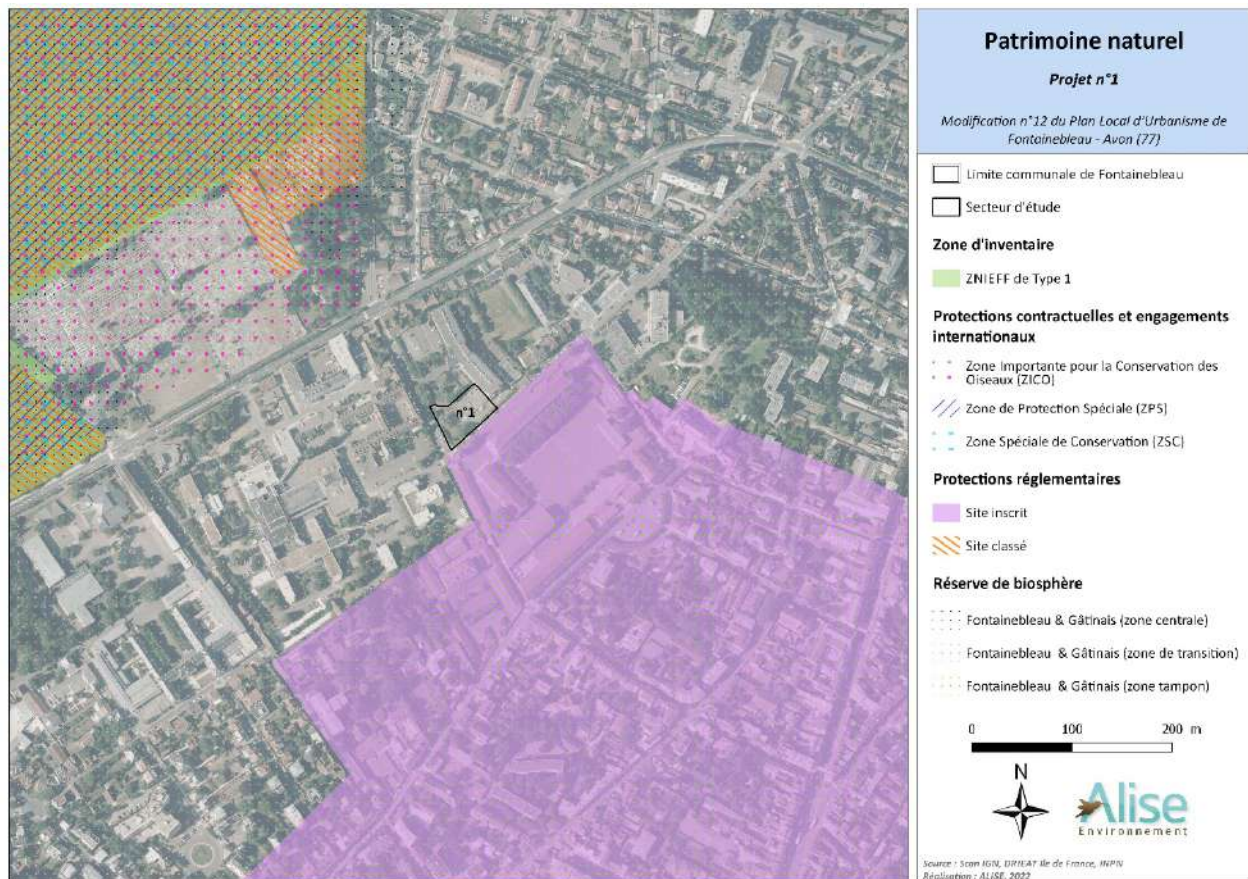 n°1
Patrimoine naturel
Projet n°1
Modification n°12 du Plan Local d'Urbanisme de
Fontainebleau - Avon (77)
Limite communale de Fontainebleau
Secteur d'étude
Zone d'inventaire
ZNIEFF de Type 1
Protections contractuelles et engagements
internationaux
Zone Importante pour la Conservation des
Oiseaux (ZICO)
Zone de Protection Spéciale (ZPS)
Zone Spéciale de Conservation (ZSC)
Protections réglementaires
Site inscrit
Site classé
Réserve de biosphère
Fontainebleau & Gâtinais (zone centrale)
Fontainebleau & Gâtinais (zone de transition)
Fontainebleau & Gâtinais (zone tampon)
0 100 200 m
N
Alise
Environnement
Source : Scan IGN, DRIEAT Ile de France, INPN
Réalisation : ALISE, 2022